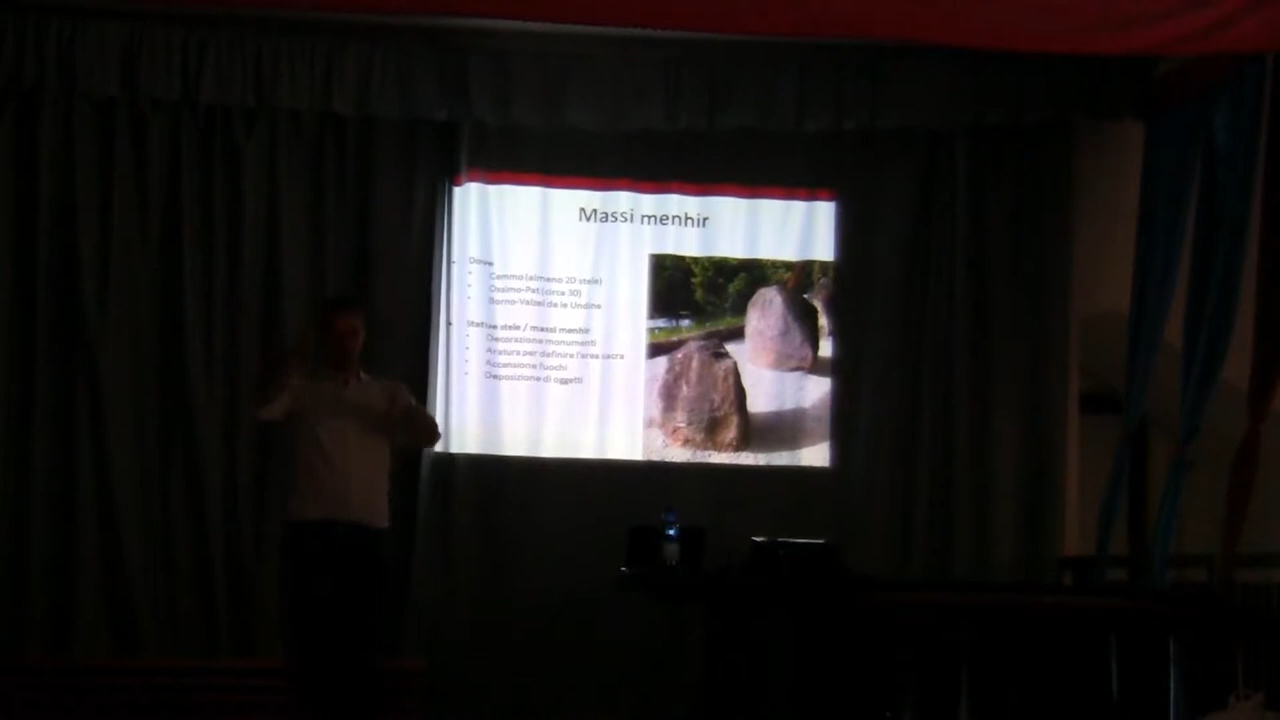 Massi menhir
Dove
Cemmo (almeno 20 stele)
Ossimo-Pat (circa 30)
Borno-Valzel de le Undine
Statue stele / massi menhir
Decorazione monumenti
Aratura per definire l'area sacra
Accensione fuochi
Deposizione di oggetti